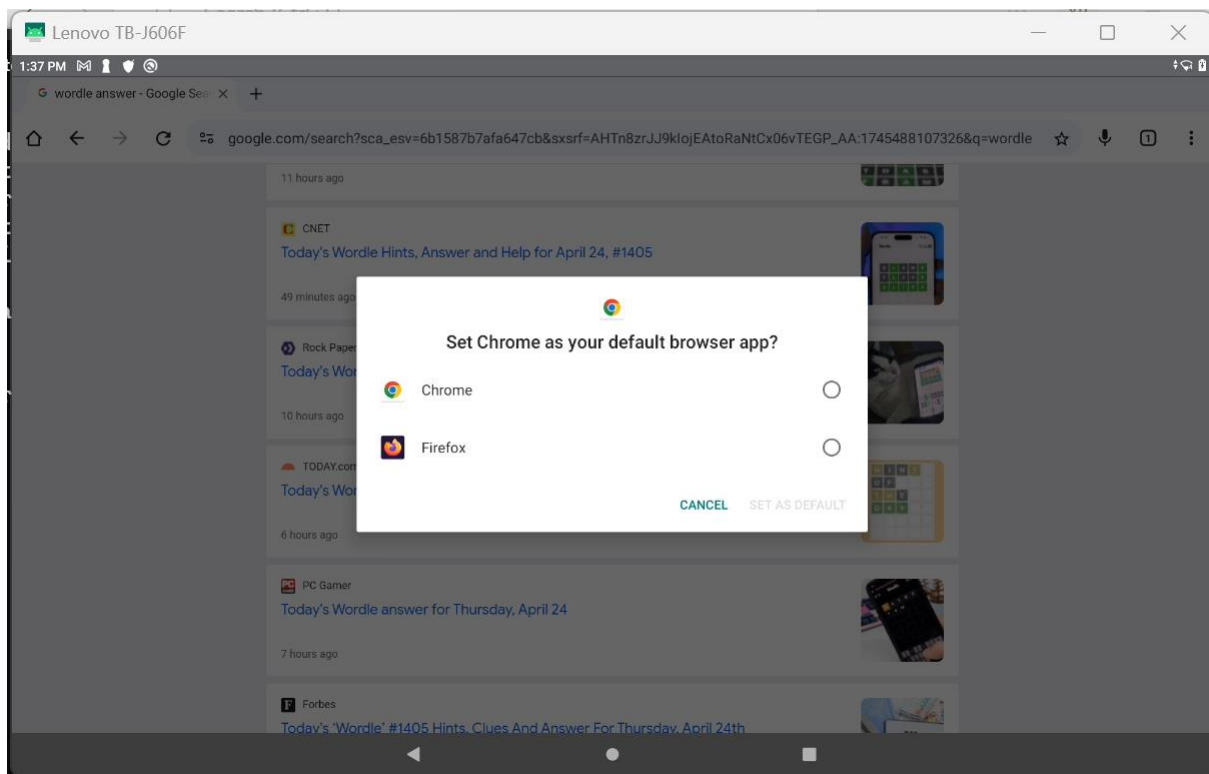 Lenovo TB-J606F
1:37 PM
wordle answer - Google Sea
google.com/search?sca_esv=6b1587b7afa647cb&sxsrf=AHTn8zrJJ9kIojEAtoRaNtCx06vTEGP_AA:1745488107326&q=wordle
1
11 hours ago
CNET
Today's Wordle Hints, Answer and Help for April 24, #1405
49 minutes ago
Set Chrome as your default browser app?
Rock Paper
Today's Wor
Chrome
10 hours ago
Firefox
TODAY.com
Today's Wor
CANCEL SET AS DEFAULT
6 hours ago
PC Gamer
Today's Wordle answer for Thursday, April 24
7 hours ago
Forbes
Today's 'Wordle' #1405 Hints, Clues And Answer For Thursday, April 24th